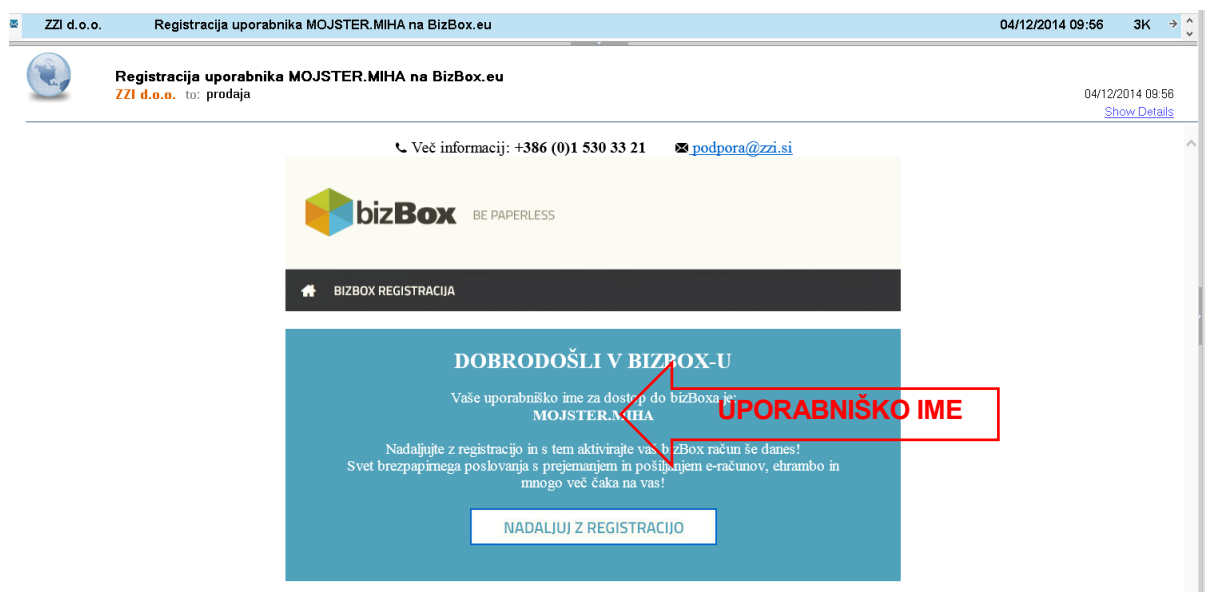 ZZI d.o.o. Registracija uporabnika MOJSTER.MIHA na BizBox.eu 04/12/2014 09:56 3K
Registracija uporabnika MOJSTER.MIHA na BizBox.eu
ZZI d.o.o. to: prodaja 04/12/2014 09:56
Show Details
Več informacij: +386 (0)1 530 33 21 podpora@zzi.si
bizBox BE PAPERLESS
BIZBOX REGISTRACIJA
DOBRODOŠLI V BIZBOX-U
Vaše uporabniško ime za dostop do bizBoxa je:
MOJSTER.MIHA
UPORABNIŠKO IME
Nadaljujte z registracijo in s tem aktivirajte vaš bizBox račun še danes!
Svet brezpapirnega poslovanja s prejemanjem in pošiljanjem e-računov, ehrambo in
mnogo več čaka na vas!
NADALJUJ Z REGISTRACIJO